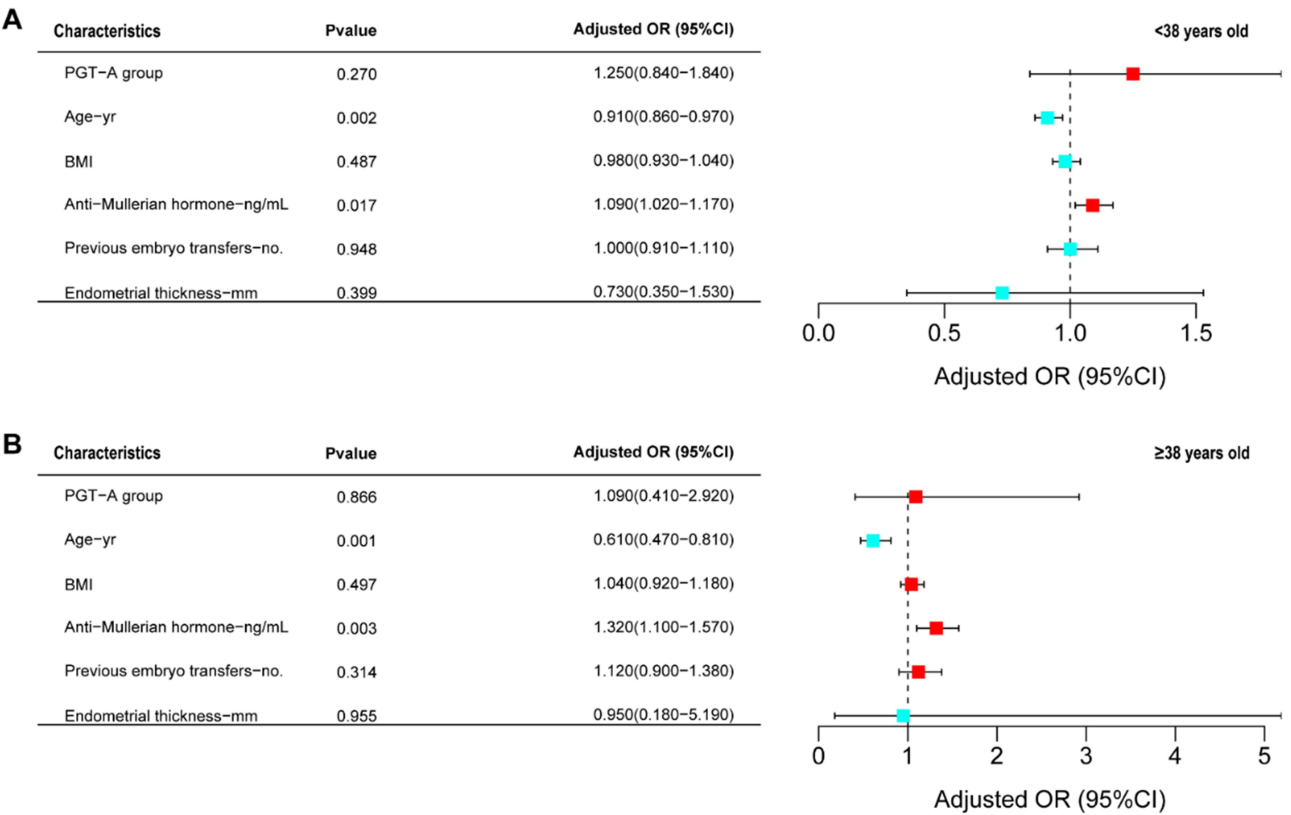 A
Characteristics Pvalue Adjusted OR (95%CI) <38 years old
PGT−A group 0.270 1.250(0.840−1.840)
Age−yr 0.002 0.910(0.860−0.970)
BMI 0.487 0.980(0.930−1.040)
Anti−Mullerian hormone−ng/mL 0.017 1.090(1.020−1.170)
Previous embryo transfers−no. 0.948 1.000(0.910−1.110)
Endometrial thickness−mm 0.399 0.730(0.350−1.530)
0.0 0.5 1.0 1.5
Adjusted OR (95%CI)
B
Characteristics Pvalue Adjusted OR (95%CI) ≥38 years old
PGT−A group 0.866 1.090(0.410−2.920)
Age−yr 0.001 0.610(0.470−0.810)
BMI 0.497 1.040(0.920−1.180)
Anti−Mullerian hormone−ng/mL 0.003 1.320(1.100−1.570)
Previous embryo transfers−no. 0.314 1.120(0.900−1.380)
Endometrial thickness−mm 0.955 0.950(0.180−5.190)
0 1 2 3 4 5
Adjusted OR (95%CI)